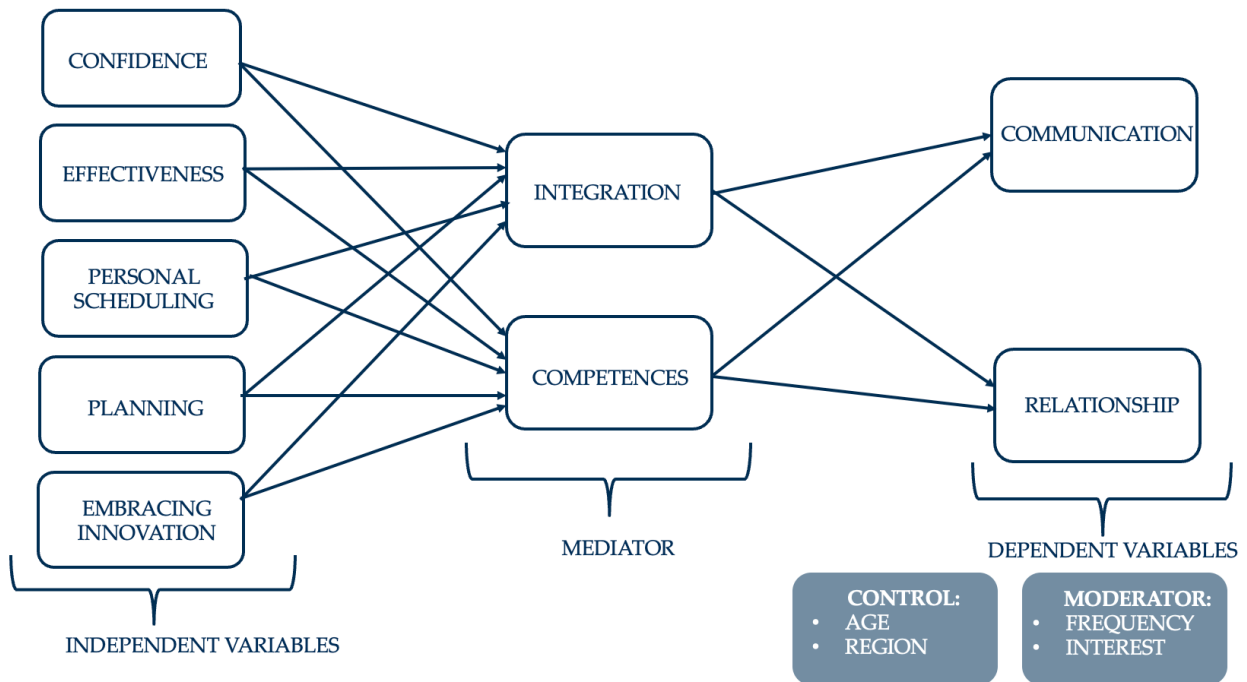 CONFIDENCE
EFFECTIVENESS
PERSONAL
SCHEDULING
PLANNING
EMBRACING
INNOVATION
INDEPENDENT VARIABLES
INTEGRATION
COMPETENCES
MEDIATOR
COMMUNICATION
RELATIONSHIP
DEPENDENT VARIABLES
CONTROL:
• AGE
• REGION
MODERATOR:
• FREQUENCY
• INTEREST